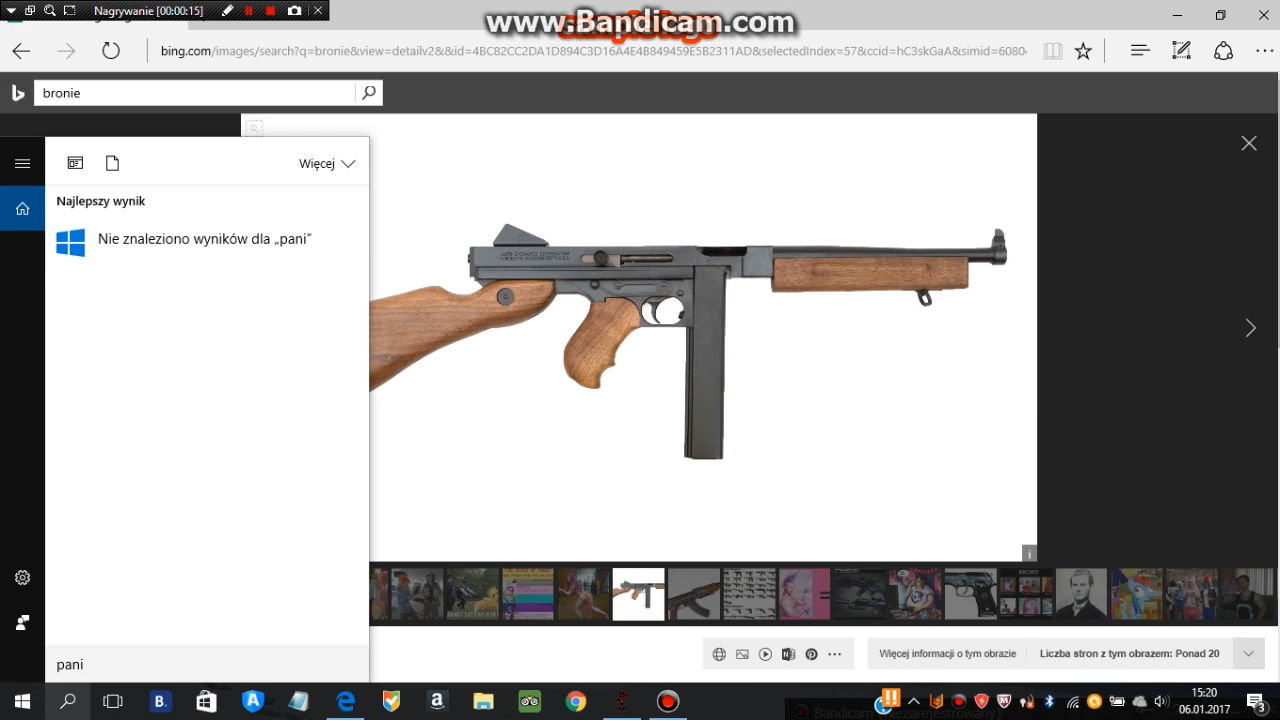 Nagrywanie [00:00:15]
www.Bandicam.com
bing.com/images/search?q=bronie&view=detailv2&&id=4BC82CC2DA1D894C3D16A4E4B849459E5B2311AD&selectedIndex=57&ccid=hC3skGaA&simid=6080
bronie
Więcej
Najlepszy wynik
Nie znaleziono wyników dla „pani”
Więcej informacji o tym obrazie
Liczba stron z tym obrazem: Ponad 20
pani
15:20
06.01.2017